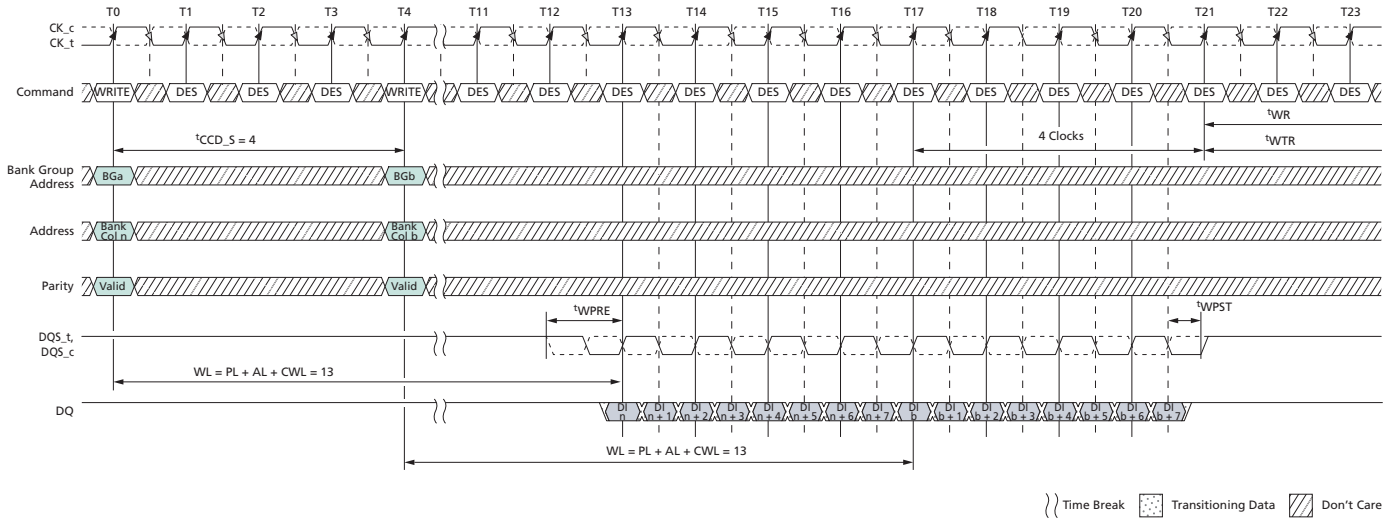 T0 T1 T2 T3 T4 T11 T12 T13 T14 T15 T16 T17 T18 T19 T20 T21 T22 T23
CK_c
CK_t
Command WRITE DES DES DES WRITE DES DES DES DES DES DES DES DES DES DES DES DES DES
tWR
tCCD_S = 4 4 Clocks tWTR
Bank Group
Address BGa BGb
Address Bank
Col n Bank
Col b
Parity Valid Valid
tWPRE tWPST
DQS_t,
DQS_c
WL = PL + AL + CWL = 13
DQ DI
n DI
n + 1 DI
n + 2 DI
n + 3 DI
n + 4 DI
n + 5 DI
n + 6 DI
n + 7 DI
b DI
b + 1 DI
b + 2 DI
b + 3 DI
b + 4 DI
b + 5 DI
b + 6 DI
b + 7
WL = PL + AL + CWL = 13
Time Break Transitioning Data Don't Care